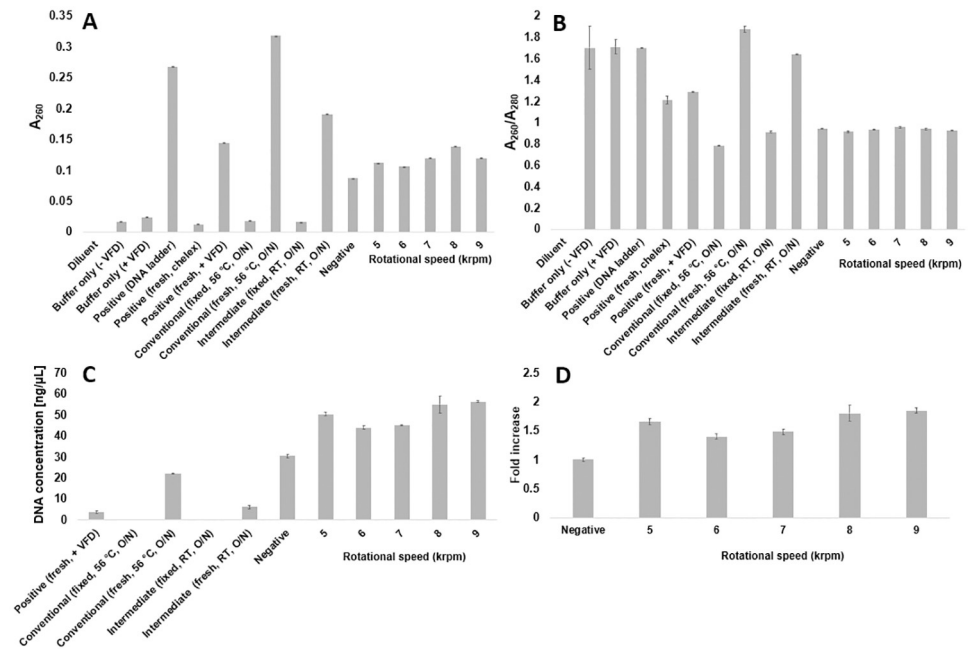 A
0.35
0.3
0.25
0.2
0.15
0.1
0.05
0
A260
Diluent
Buffer only (- VFD)
Buffer only (+ VFD)
Positive (DNA ladder)
Positive (fresh, chelex)
Positive (fresh, + VFD)
Conventional (fixed, 56 °C, O/N)
Conventional (fresh, 56 °C, O/N)
Intermediate (fixed, RT, O/N)
Intermediate (fresh, RT, O/N)
Negative
5 6 7 8 9
Rotational speed (krpm)
B
2
1.8
1.6
1.4
1.2
1
0.8
0.6
0.4
0.2
0
A260/A280
Diluent
Buffer only (- VFD)
Buffer only (+ VFD)
Positive (DNA ladder)
Positive (fresh, chelex)
Positive (fresh, + VFD)
Conventional (fixed, 56 °C, O/N)
Conventional (fresh, 56 °C, O/N)
Intermediate (fixed, RT, O/N)
Intermediate (fresh, RT, O/N)
Negative
5 6 7 8 9
Rotational speed (krpm)
C
70
60
50
40
30
20
10
0
DNA concentration [ng/µL]
Positive (fresh, + VFD)
Conventional (fixed, 56 °C, O/N)
Conventional (fresh, 56 °C, O/N)
Intermediate (fixed, RT, O/N)
Intermediate (fresh, RT, O/N)
Negative
5 6 7 8 9
Rotational speed (krpm)
D
2.5
2
1.5
1
0.5
0
Fold increase
Negative 5 6 7 8 9
Rotational speed (krpm)